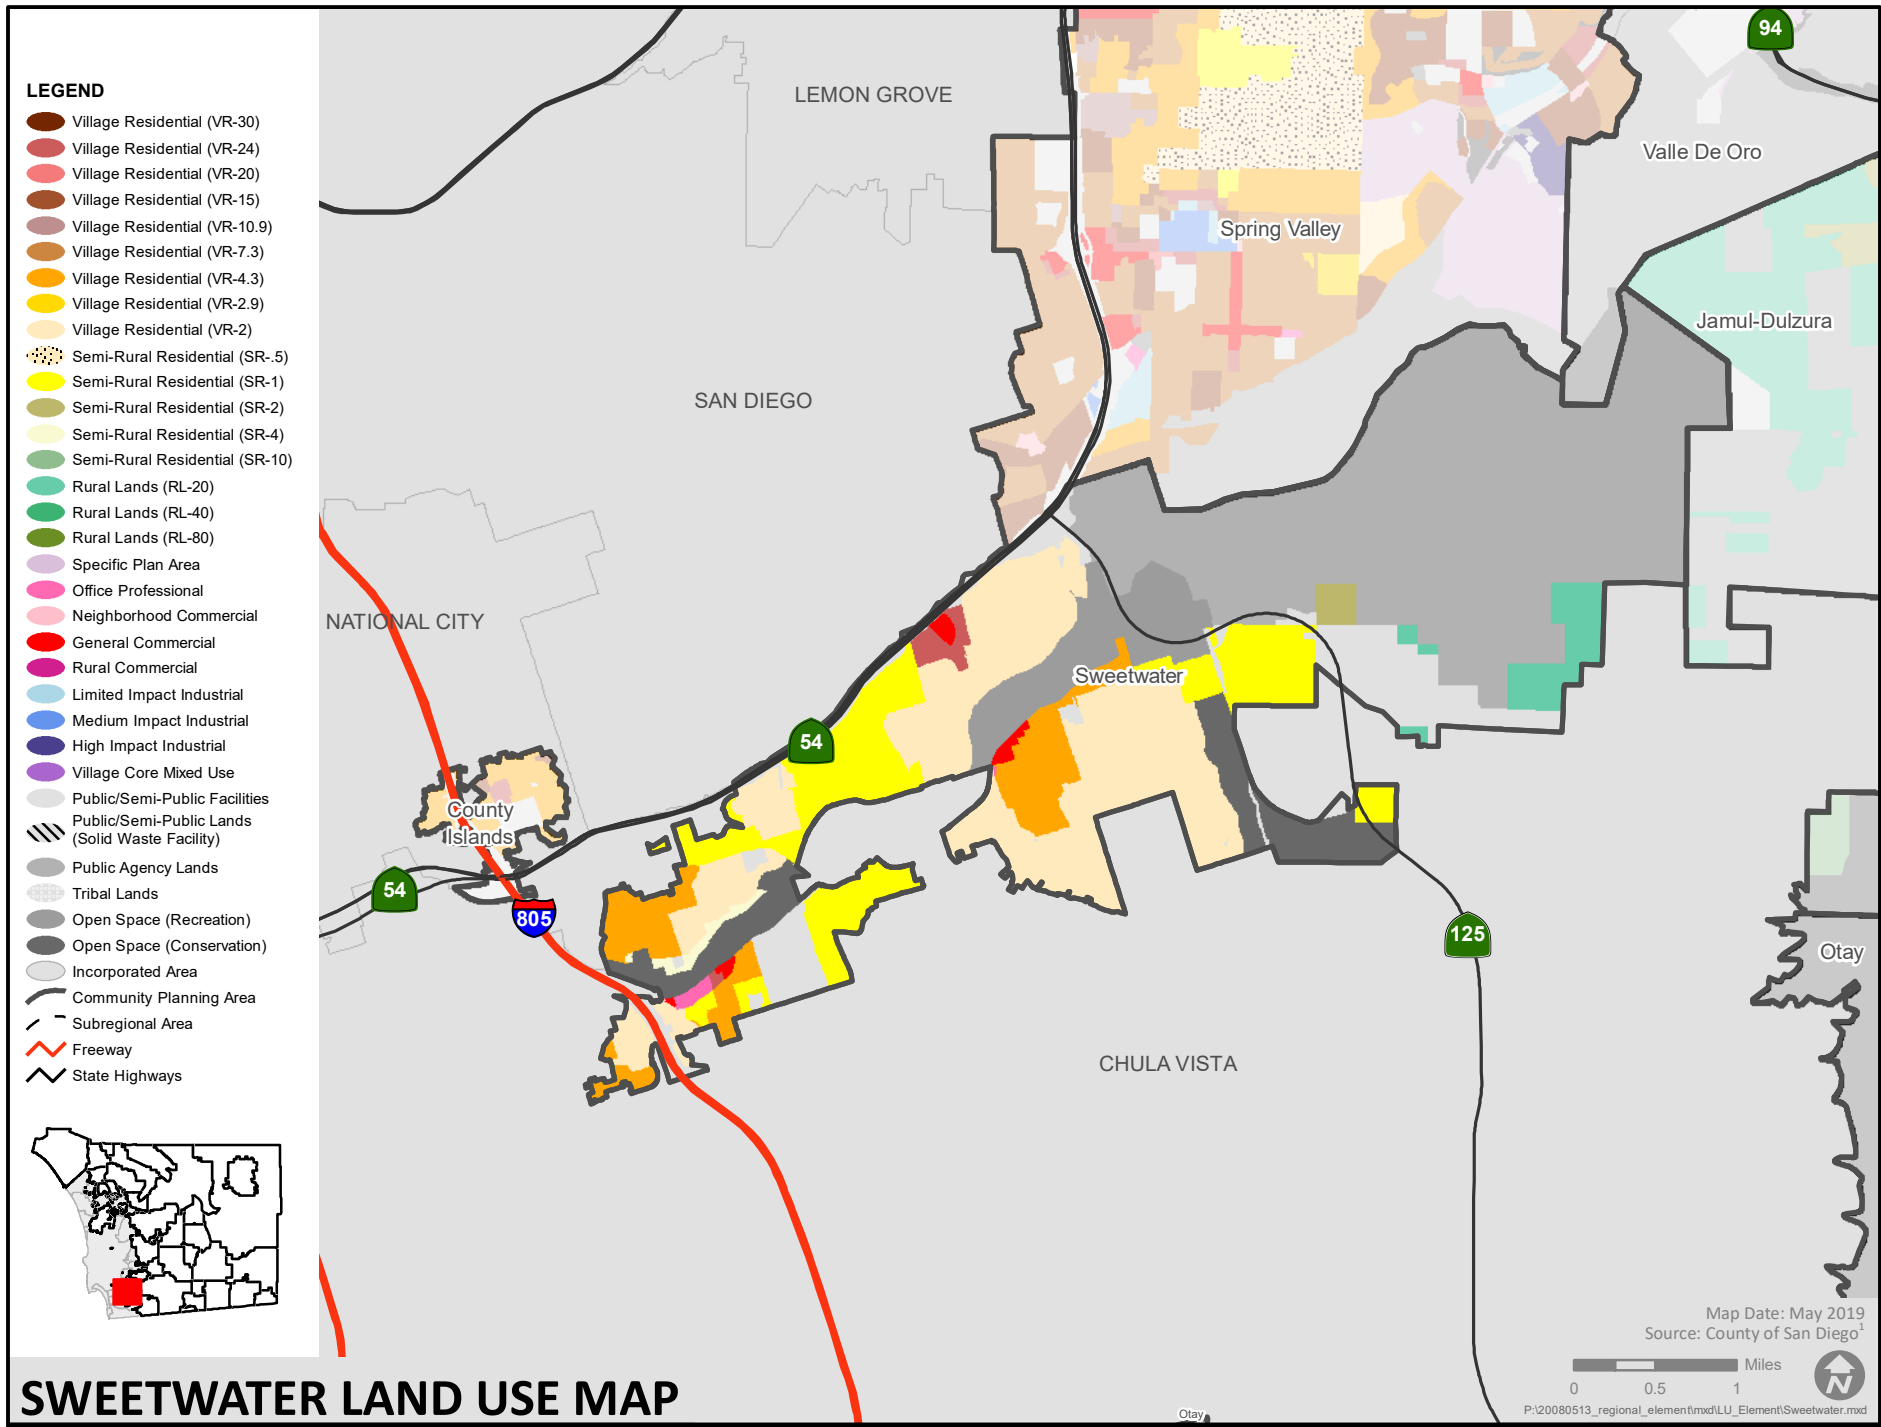 LEGEND
Village Residential (VR-30)
Village Residential (VR-24)
Village Residential (VR-20)
Village Residential (VR-15)
Village Residential (VR-10.9)
Village Residential (VR-7.3)
Village Residential (VR-4.3)
Village Residential (VR-2.9)
Village Residential (VR-2)
Semi-Rural Residential (SR-.5)
Semi-Rural Residential (SR-1)
Semi-Rural Residential (SR-2)
Semi-Rural Residential (SR-4)
Semi-Rural Residential (SR-10)
Rural Lands (RL-20)
Rural Lands (RL-40)
Rural Lands (RL-80)
Specific Plan Area
Office Professional
Neighborhood Commercial
General Commercial
Rural Commercial
Limited Impact Industrial
Medium Impact Industrial
High Impact Industrial
Village Core Mixed Use
Public/Semi-Public Facilities
Public/Semi-Public Lands
(Solid Waste Facility)
Public Agency Lands
Tribal Lands
Open Space (Recreation)
Open Space (Conservation)
Incorporated Area
Community Planning Area
Subregional Area
Freeway
State Highways
94
LEMON GROVE
Valle De Oro
Spring Valley
Jamul-Dulzura
SAN DIEGO
NATIONAL CITY
Sweetwater
54
County
Islands
54
805
125
Otay
CHULA VISTA
Map Date: May 2019
Source: County of San Diego1
Miles
0 0.5 1
N
P:\20080513_regional_element\mxd\LU_Element\Sweetwater.mxd
Otay
SWEETWATER LAND USE MAP